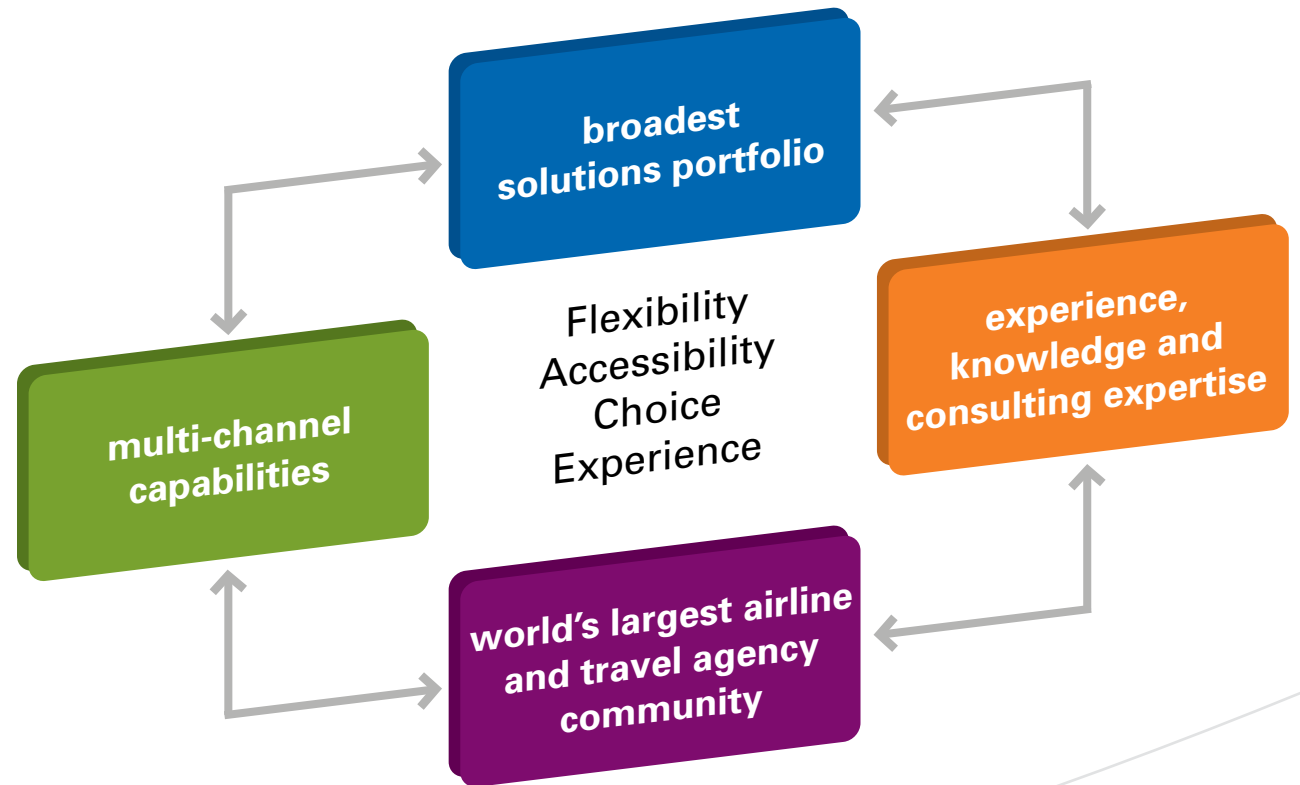 broadest
solutions portfolio
experience,
knowledge and
consulting expertise
Flexibility
Accessibility
Choice
Experience
multi-channel
capabilities
world's largest airline
and travel agency
community